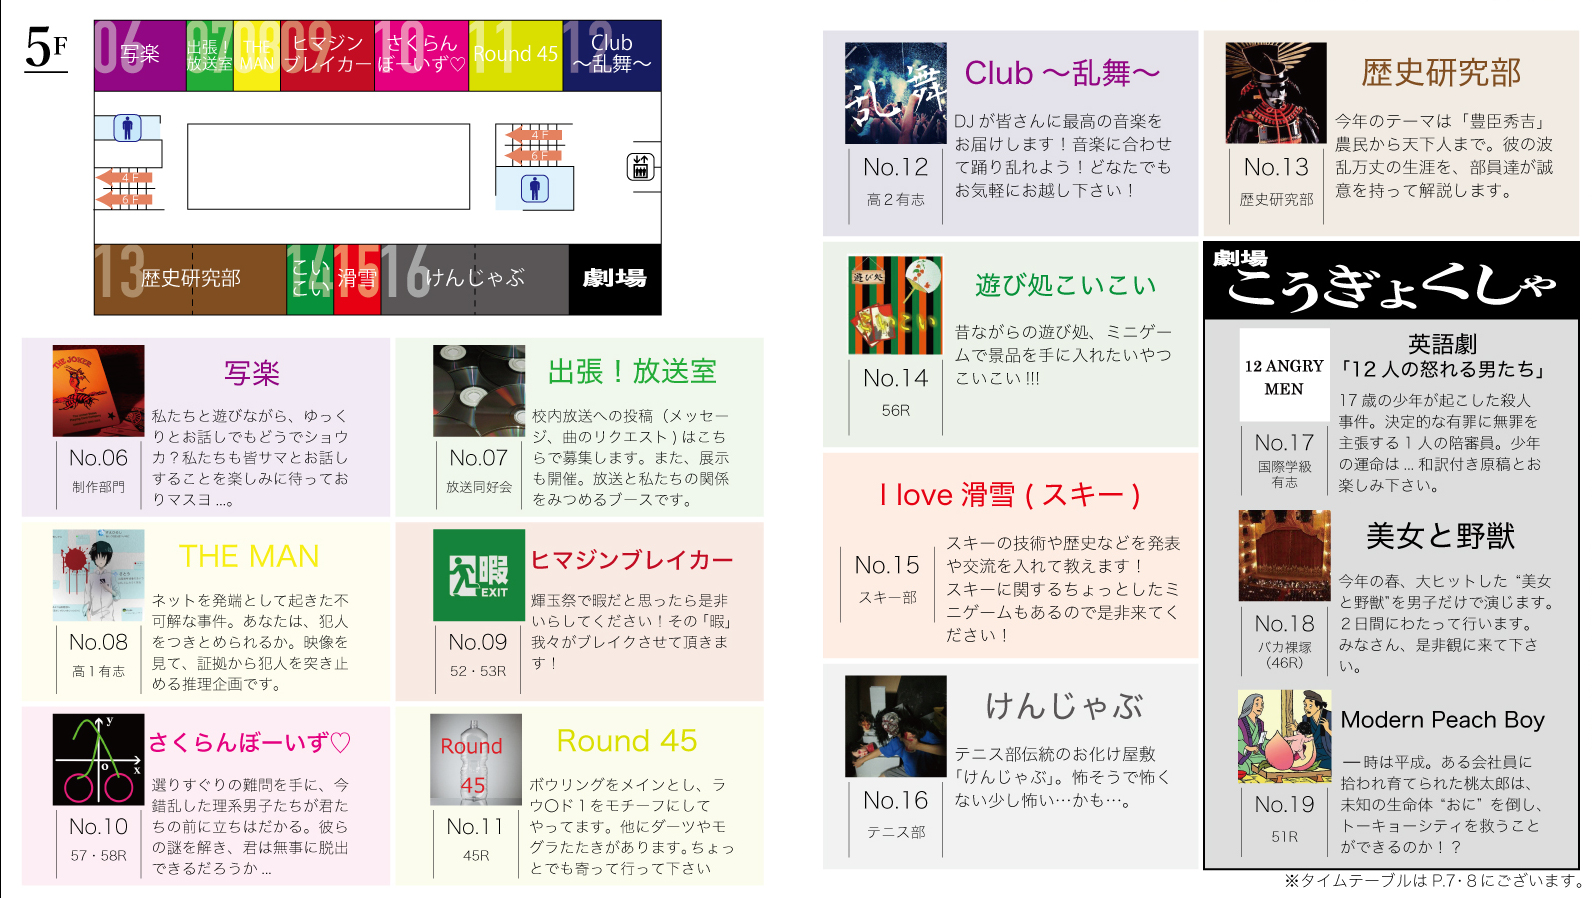 5F
06
写楽
07
出張！
放送室
08
THE
MAN
09
ヒマジン
ブレイカー
10
さくらん
ぼーいず♡
11
Round 45
12
Club
〜乱舞〜
4F
6F
4F
6F
13
歴史研究部
14
こい
こい
15
滑雪
16
けんじゃぶ
劇場
THE JOKER
No.06
制作部門
写楽
私たちと遊びながら、ゆっく
りとお話しでもどうでショウ
カ？私たちも皆サマとお話し
することを楽しみに待ってお
りマスヨ...。
No.07
放送同好会
出張！放送室
校内放送への投稿（メッセー
ジ、曲のリクエスト)はこち
らで募集します。また、展示
も開催。放送と私たちの関係
をみつめるブースです。
No.08
高１有志
THE MAN
ネットを発端として起きた不
可解な事件。あなたは、犯人
をつきとめられるか。映像を
見て、証拠から犯人を突き止
める推理企画です。
暇
EXIT
No.09
52・53R
ヒマジンブレイカー
輝玉祭で暇だと思ったら是非
いらしてください！その「暇」
我々がブレイクさせて頂きま
す！
y
o
x
No.10
57・58R
さくらんぼーいず♡
選りすぐりの難問を手に、今
錯乱した理系男子たちが君た
ちの前に立ちはだかる。彼ら
の謎を解き、君は無事に脱出
できるだろうか...
Round
45
No.11
45R
Round 45
ボウリングをメインとし、ラ
ウ〇ド１をモチーフにして
やってます。他にダーツやモ
グラたたきがあります。ちょっ
とでも寄って行って下さい
乱舞
No.12
高２有志
Club 〜乱舞〜
DJ が皆さんに最高の音楽を
お届けします！音楽に合わせ
て踊り乱れよう！どなたでも
お気軽にお越し下さい！
No.13
歴史研究部
歴史研究部
今年のテーマは「豊臣秀吉」
農民から天下人まで。彼の波
乱万丈の生涯を、部員達が誠
意を持って解説します。
遊び処
こいこい
No.14
56R
遊び処こいこい
昔ながらの遊び処、ミニゲー
ムで景品を手に入れたいやつ
こいこい!!!
No.15
スキー部
I love 滑雪(スキー)
スキーの技術や歴史などを発表
や交流を入れて教えます！
スキーに関するちょっとしたミ
ニゲームもあるので是非来てく
ださい！
No.16
テニス部
けんじゃぶ
テニス部伝統のお化け屋敷
「けんじゃぶ」。怖そうで怖く
ない少し怖い…かも…。
劇場
こうぎょくしゃ
12 ANGRY
MEN
No.17
国際学級
有志
英語劇
「12 人の怒れる男たち」
17 歳の少年が起こした殺人
事件。決定的な有罪に無罪を
主張する１人の陪審員。少年
の運命は...和訳付き原稿とお
楽しみ下さい。
No.18
バカ裸塚
（46R）
美女と野獣
今年の春、大ヒットした“美女
と野獣”を男子だけで演じます。
２日間にわたって行います。
みなさん、是非観に来て下さ
い。
No.19
51R
Modern Peach Boy
―時は平成。ある会社員に
拾われ育てられた桃太郎は、
未知の生命体“おに”を倒し、
トーキョーシティを救うこと
ができるのか！？
※タイムテーブルは P.7・8 にございます。